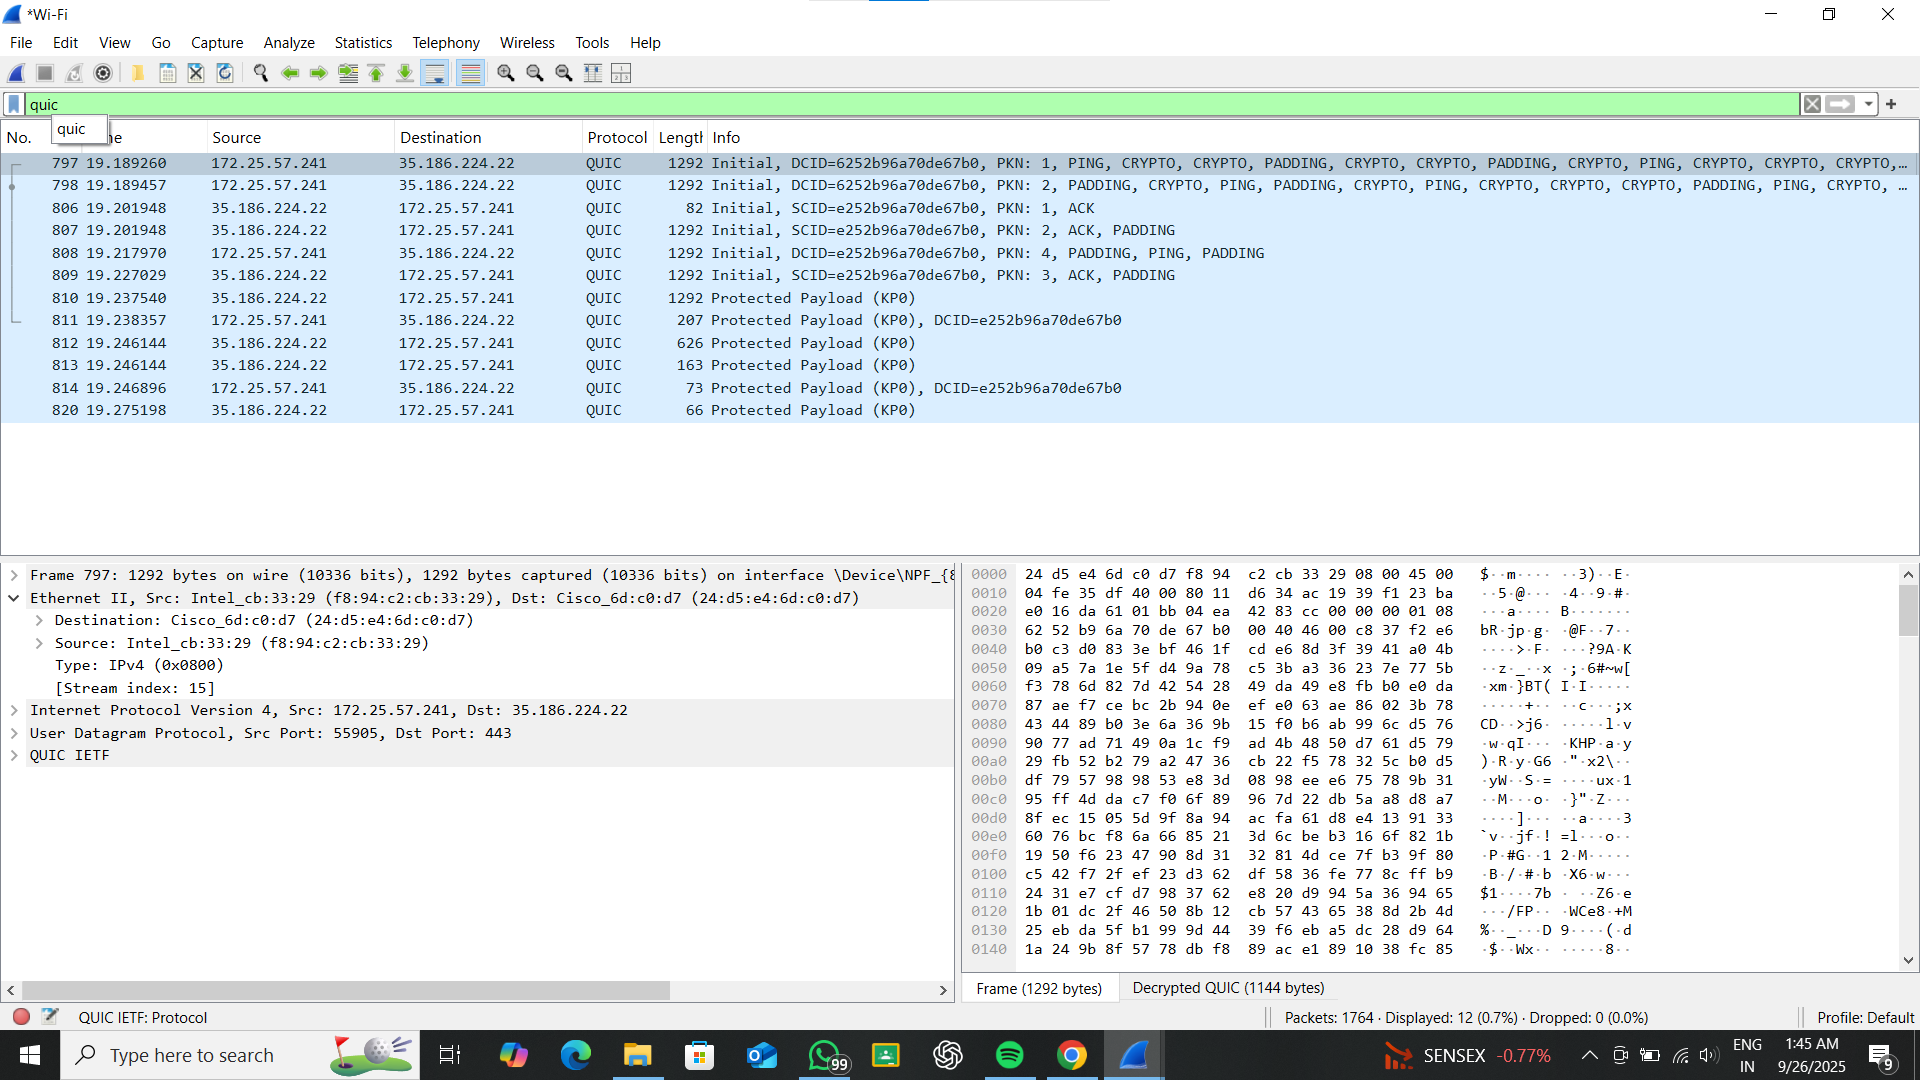 *Wi-Fi
File Edit View Go Capture Analyze Statistics Telephony Wireless Tools Help
quic
quic
No. Source Destination Protocol Length Info
797 19.189260 172.25.57.241 35.186.224.22 QUIC 1292 Initial, DCID=6252b96a70de67b0, PKN: 1, PING, CRYPTO, CRYPTO, PADDING, CRYPTO, CRYPTO, PADDING, CRYPTO, PING, CRYPTO, CRYPTO, CRYPTO,…
798 19.189457 172.25.57.241 35.186.224.22 QUIC 1292 Initial, DCID=6252b96a70de67b0, PKN: 2, PADDING, CRYPTO, PING, PADDING, CRYPTO, PING, CRYPTO, CRYPTO, CRYPTO, PADDING, PING, CRYPTO, …
806 19.201948 35.186.224.22 172.25.57.241 QUIC 82 Initial, SCID=e252b96a70de67b0, PKN: 1, ACK
807 19.201948 35.186.224.22 172.25.57.241 QUIC 1292 Initial, SCID=e252b96a70de67b0, PKN: 2, ACK, PADDING
808 19.217970 172.25.57.241 35.186.224.22 QUIC 1292 Initial, DCID=e252b96a70de67b0, PKN: 4, PADDING, PING, PADDING
809 19.227029 35.186.224.22 172.25.57.241 QUIC 1292 Initial, SCID=e252b96a70de67b0, PKN: 3, ACK, PADDING
810 19.237540 35.186.224.22 172.25.57.241 QUIC 1292 Protected Payload (KP0)
811 19.238357 172.25.57.241 35.186.224.22 QUIC 207 Protected Payload (KP0), DCID=e252b96a70de67b0
812 19.246144 35.186.224.22 172.25.57.241 QUIC 626 Protected Payload (KP0)
813 19.246144 35.186.224.22 172.25.57.241 QUIC 163 Protected Payload (KP0)
814 19.246896 172.25.57.241 35.186.224.22 QUIC 73 Protected Payload (KP0), DCID=e252b96a70de67b0
820 19.275198 35.186.224.22 172.25.57.241 QUIC 66 Protected Payload (KP0)
Frame 797: 1292 bytes on wire (10336 bits), 1292 bytes captured (10336 bits) on interface \Device\NPF_{8
Ethernet II, Src: Intel_cb:33:29 (f8:94:c2:cb:33:29), Dst: Cisco_6d:c0:d7 (24:d5:e4:6d:c0:d7)
Destination: Cisco_6d:c0:d7 (24:d5:e4:6d:c0:d7)
Source: Intel_cb:33:29 (f8:94:c2:cb:33:29)
Type: IPv4 (0x0800)
[Stream index: 15]
Internet Protocol Version 4, Src: 172.25.57.241, Dst: 35.186.224.22
User Datagram Protocol, Src Port: 55905, Dst Port: 443
QUIC IETF
0000 24 d5 e4 6d c0 d7 f8 94 c2 cb 33 29 08 00 45 00 $··m···· ··3)··E·
0010 04 fe 35 df 40 00 80 11 d6 34 ac 19 39 f1 23 ba ··5·@··· ·4··9·#·
0020 e0 16 da 61 01 bb 04 ea 42 83 cc 00 00 00 01 08 ···a···· B·······
0030 62 52 b9 6a 70 de 67 b0 00 40 46 00 c8 37 f2 e6 bR·jp·g· ·@F··7··
0040 b0 c3 d0 83 3e bf 46 1f cd e6 8d 3f 39 41 a0 4b ····>·F· ···?9A·K
0050 09 a5 7a 1e 5f d4 9a 78 c5 3b a3 36 23 7e 77 5b ··z·_··x ·;·6#~w[
0060 f3 78 6d 82 7d 42 54 28 49 da 49 e8 fb b0 e0 da ·xm·}BT( I·I·····
0070 87 ae f7 ce bc 2b 94 0e ef e0 63 ae 86 02 3b 78 ·····+·· ··c···;x
0080 43 44 89 b0 3e 6a 36 9b 15 f0 b6 ab 99 6c d5 76 CD··>j6· ·····l·v
0090 90 77 ad 71 49 0a 1c f9 ad 4b 48 50 d7 61 d5 79 ·w·qI··· ·KHP·a·y
00a0 29 fb 52 b2 79 a2 47 36 cb 22 f5 78 32 5c b0 d5 )·R·y·G6 ·"·x2\··
00b0 df 79 57 98 98 53 e8 3d 08 98 ee e6 75 78 9b 31 ·yW··S·= ····ux·1
00c0 95 ff 4d da c7 f0 6f 89 96 7d 22 db 5a a8 d8 a7 ··M···o· ·}"·Z···
00d0 8f ec 15 05 5d 9f 8a 94 ac fa 61 d8 e4 13 91 33 ····]··· ··a····3
00e0 60 76 bc f8 6a 66 85 21 3d 6c be b3 16 6f 82 1b `v··jf·! =l···o··
00f0 19 50 f6 23 47 90 8d 31 32 81 4d ce 7f b3 9f 80 ·P·#G··1 2·M·····
0100 c5 42 f7 2f ef 23 d3 62 df 58 36 fe 77 8c ff b9 ·B·/·#·b ·X6·w···
0110 24 31 e7 cf d7 98 37 62 e8 20 d9 94 5a 36 94 65 $1····7b · ··Z6·e
0120 1b 01 dc 2f 46 50 8b 12 cb 57 43 65 38 8d 2b 4d ···/FP·· ·WCe8·+M
0130 25 eb da 5f b1 99 9d 44 39 f6 eb a5 dc 28 d9 64 %··_···D 9····(·d
0140 1a 24 9b 8f 57 78 db f8 89 ac e1 89 10 38 fc 85 ·$··Wx·· ·····8··
Frame (1292 bytes) Decrypted QUIC (1144 bytes)
QUIC IETF: Protocol Packets: 1764 · Displayed: 12 (0.7%) · Dropped: 0 (0.0%) Profile: Default
Type here to search 99 SENSEX -0.77% ENG IN 1:45 AM 9/26/2025 9